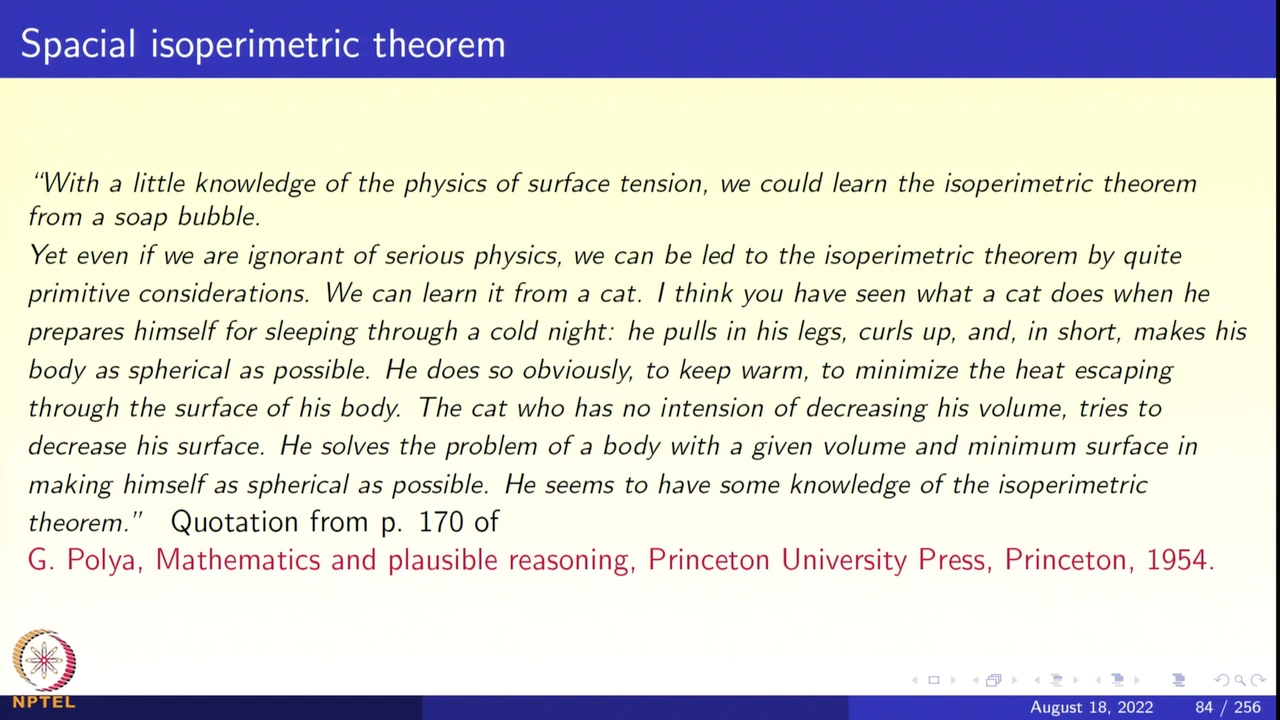 Spacial isoperimetric theorem
“With a little knowledge of the physics of surface tension, we could learn the isoperimetric theorem
from a soap bubble.
Yet even if we are ignorant of serious physics, we can be led to the isoperimetric theorem by quite
primitive considerations. We can learn it from a cat. I think you have seen what a cat does when he
prepares himself for sleeping through a cold night: he pulls in his legs, curls up, and, in short, makes his
body as spherical as possible. He does so obviously, to keep warm, to minimize the heat escaping
through the surface of his body. The cat who has no intension of decreasing his volume, tries to
decrease his surface. He solves the problem of a body with a given volume and minimum surface in
making himself as spherical as possible. He seems to have some knowledge of the isoperimetric
theorem.” Quotation from p. 170 of
G. Polya, Mathematics and plausible reasoning, Princeton University Press, Princeton, 1954.
NPTEL
August 18, 2022 84 / 256